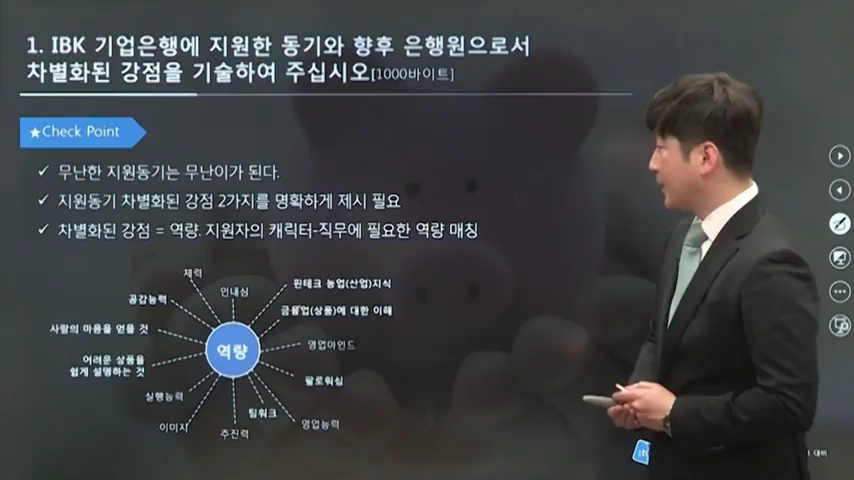 1. IBK 기업은행에 지원한 동기와 향후 은행원으로서
차별화된 강점을 기술하여 주십시오[1000바이트]
★Check Point
✓ 무난한 지원동기는 무난이가 된다.
✓ 지원동기 차별화된 강점 2가지를 명확하게 제시 필요
✓ 차별화된 강점 = 역량. 지원자의 캐릭터-직무에 필요한 역량 매칭
체력
인내심
핀테크 농업(산업)지식
공감능력
금융업(상품)에 대한 이해
사람의 마음을 얻을 것
역량
영업마인드
어려운 상품을
쉽게 설명하는 것
팔로워십
실행능력
팀워크
이미지
추진력
영업능력
대비